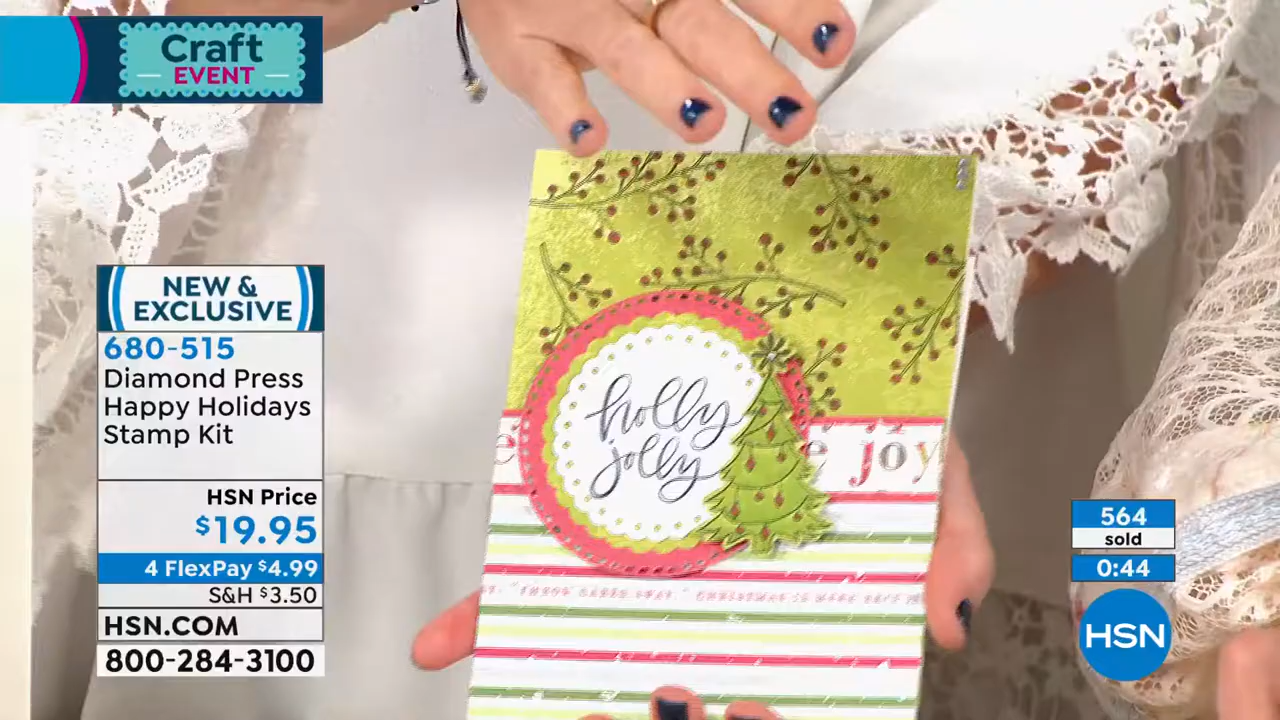 Craft
EVENT
NEW &
EXCLUSIVE
680-515
Diamond Press
Happy Holidays
Stamp Kit
HSN Price
$19.95
4 FlexPay $4.99
S&H $3.50
HSN.COM
800-284-3100
holly
jolly
joy
564
sold
0:44
HSN